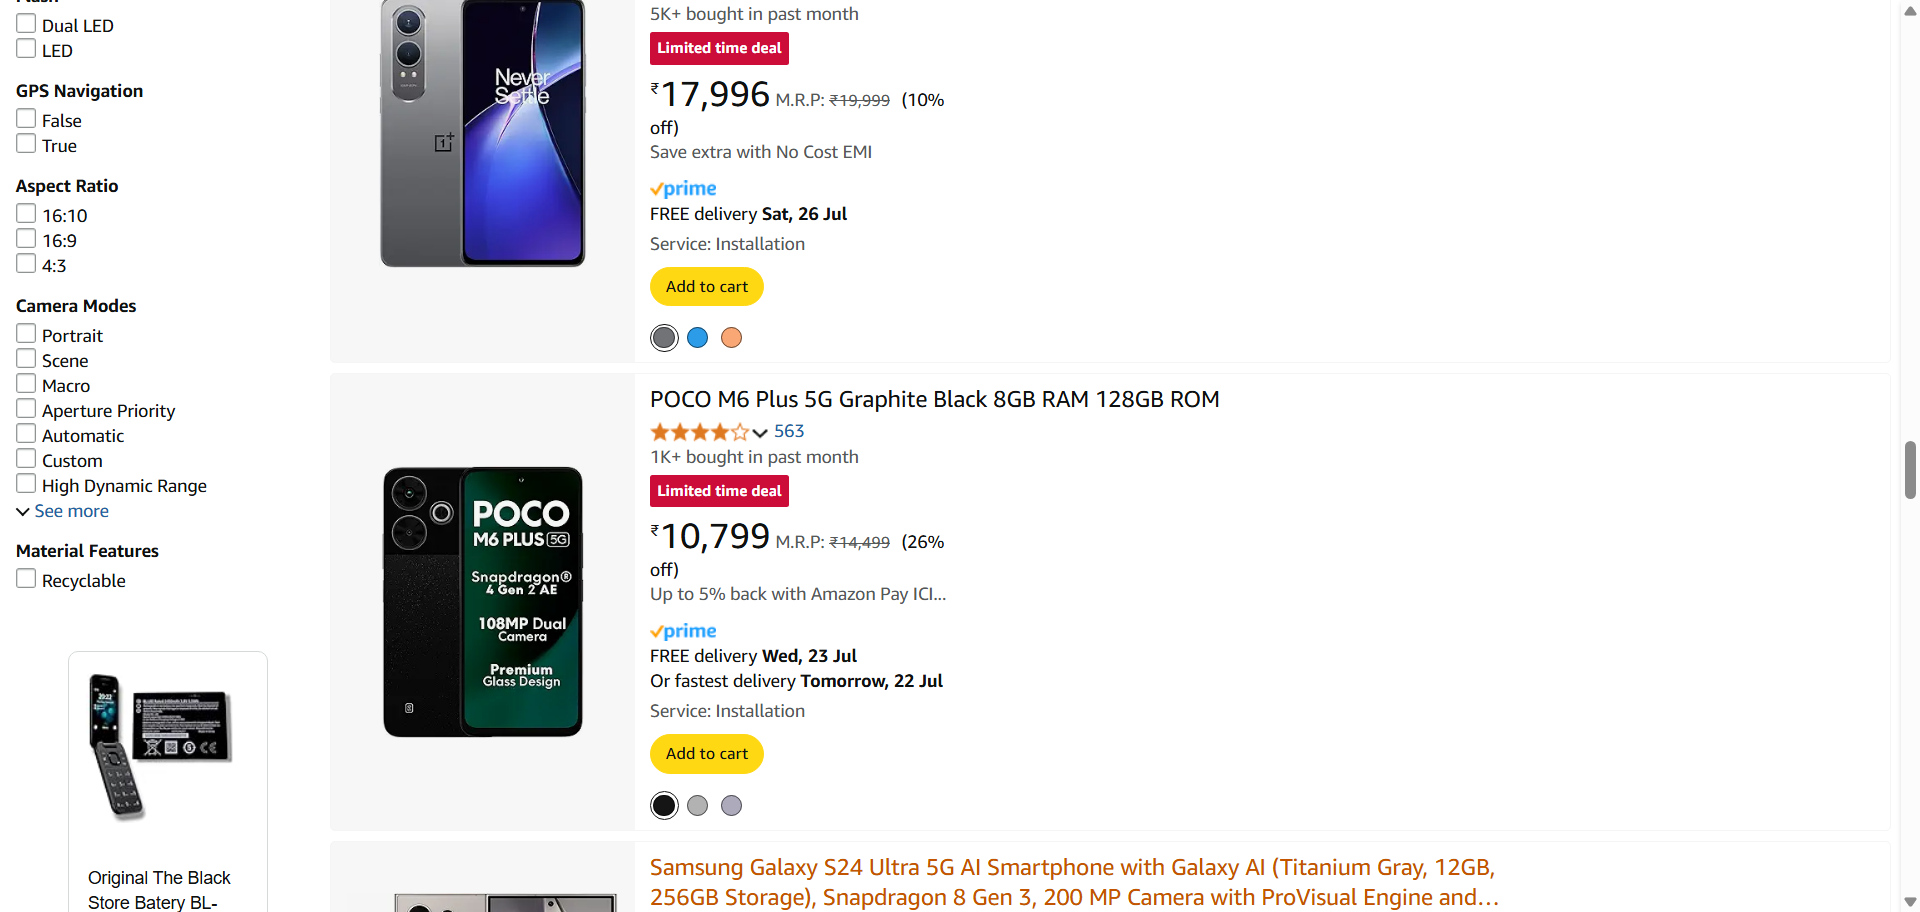 Dual LED
LED
GPS Navigation
False
True
Aspect Ratio
16:10
16:9
4:3
Camera Modes
Portrait
Scene
Macro
Aperture Priority
Automatic
Custom
High Dynamic Range
See more
Material Features
Recyclable
20:22
Original The Black
Store Batery BL-
Never
Settle
5K+ bought in past month
Limited time deal
₹17,996 M.R.P: ₹19,999 (10%
off)
Save extra with No Cost EMI
prime
FREE delivery Sat, 26 Jul
Service: Installation
Add to cart
POCO
M6 PLUS 5G
Snapdragon®
4 Gen 2 AE
108MP Dual
Camera
Premium
Glass Design
POCO M6 Plus 5G Graphite Black 8GB RAM 128GB ROM
563
1K+ bought in past month
Limited time deal
₹10,799 M.R.P: ₹14,499 (26%
off)
Up to 5% back with Amazon Pay ICI...
prime
FREE delivery Wed, 23 Jul
Or fastest delivery Tomorrow, 22 Jul
Service: Installation
Add to cart
Samsung Galaxy S24 Ultra 5G AI Smartphone with Galaxy AI (Titanium Gray, 12GB,
256GB Storage), Snapdragon 8 Gen 3, 200 MP Camera with ProVisual Engine and...